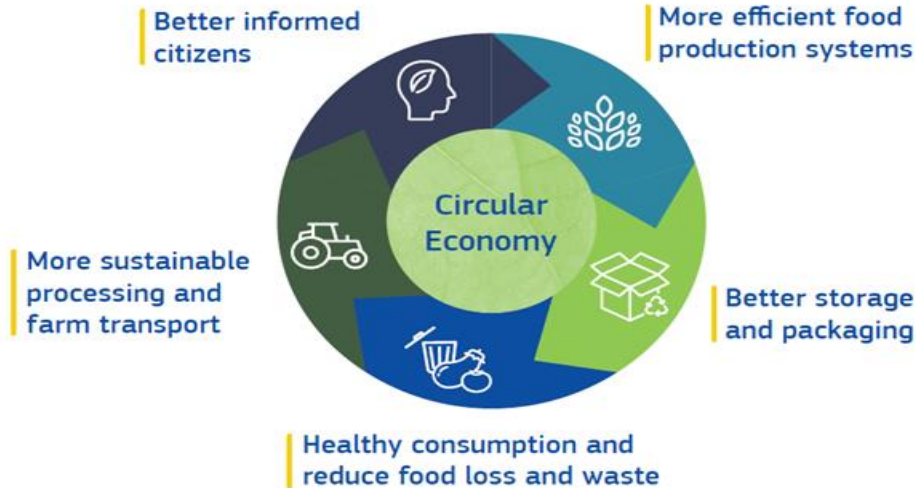 Better informed
citizens
More efficient food
production systems
Circular
Economy
More sustainable
processing and
farm transport
Better storage
and packaging
Healthy consumption and
reduce food loss and waste